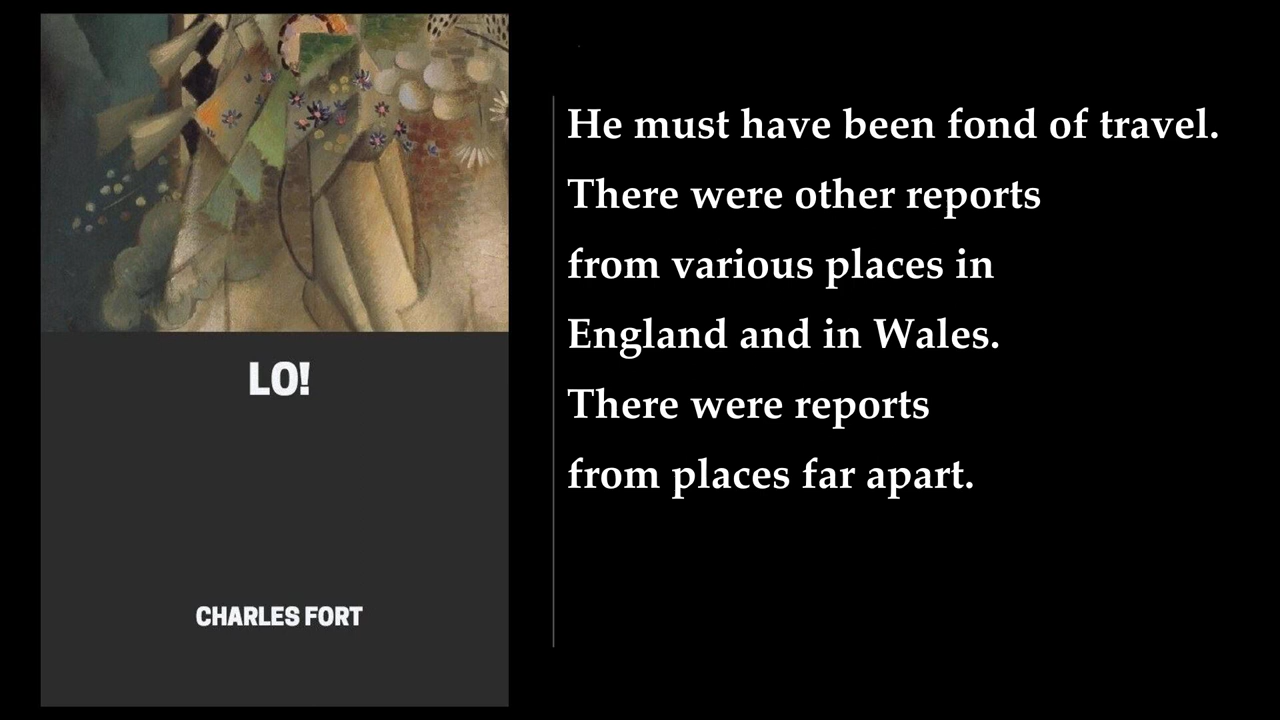 LO!
CHARLES FORT
He must have been fond of travel.
There were other reports
from various places in
England and in Wales.
There were reports
from places far apart.